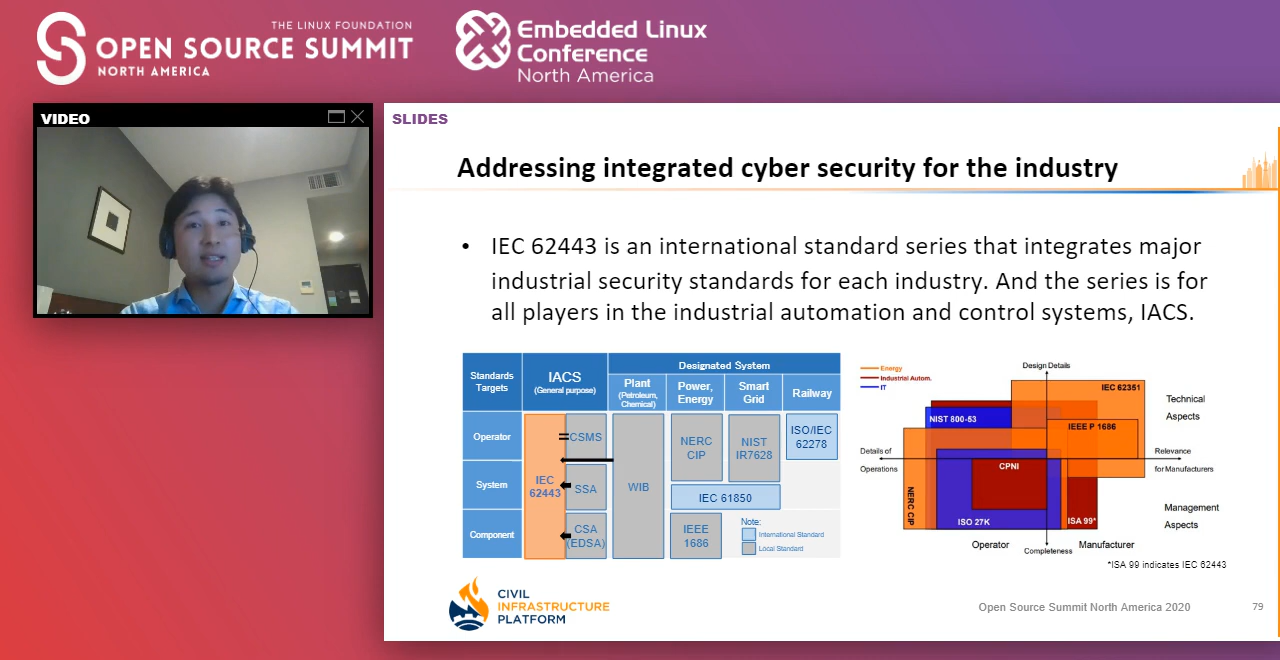 THE LINUX FOUNDATION
OPEN SOURCE SUMMIT
NORTH AMERICA
Embedded Linux
Conference
North America
VIDEO
SLIDES
Addressing integrated cyber security for the industry
• IEC 62443 is an international standard series that integrates major
industrial security standards for each industry. And the series is for
all players in the industrial automation and control systems, IACS.
Standards
Targets
IACS
(General purpose)
Designated System
Plant
(Petroleum,
Chemical)
Power,
Energy
Smart
Grid
Railway
Operator
System
Component
IEC
62443
CSMS
SSA
CSA
(EDSA)
WIB
NERC
CIP
NIST
IR7628
ISO/IEC
62278
IEC 61850
IEEE
1686
Note:
International Standard
Local Standard
Energy
Industrial Autom.
IT
Design Details
IEC 62351
Technical
Aspects
NIST 800-53
IEEE P 1686
Details of
Operations
Relevance
for Manufacturers
CPNI
NERC CIP
ISO 27K
ISA 99*
Management
Aspects
Operator
Completeness
Manufacturer
*ISA 99 indicates IEC 62443
CIVIL
INFRASTRUCTURE
PLATFORM
Open Source Summit North America 2020
79